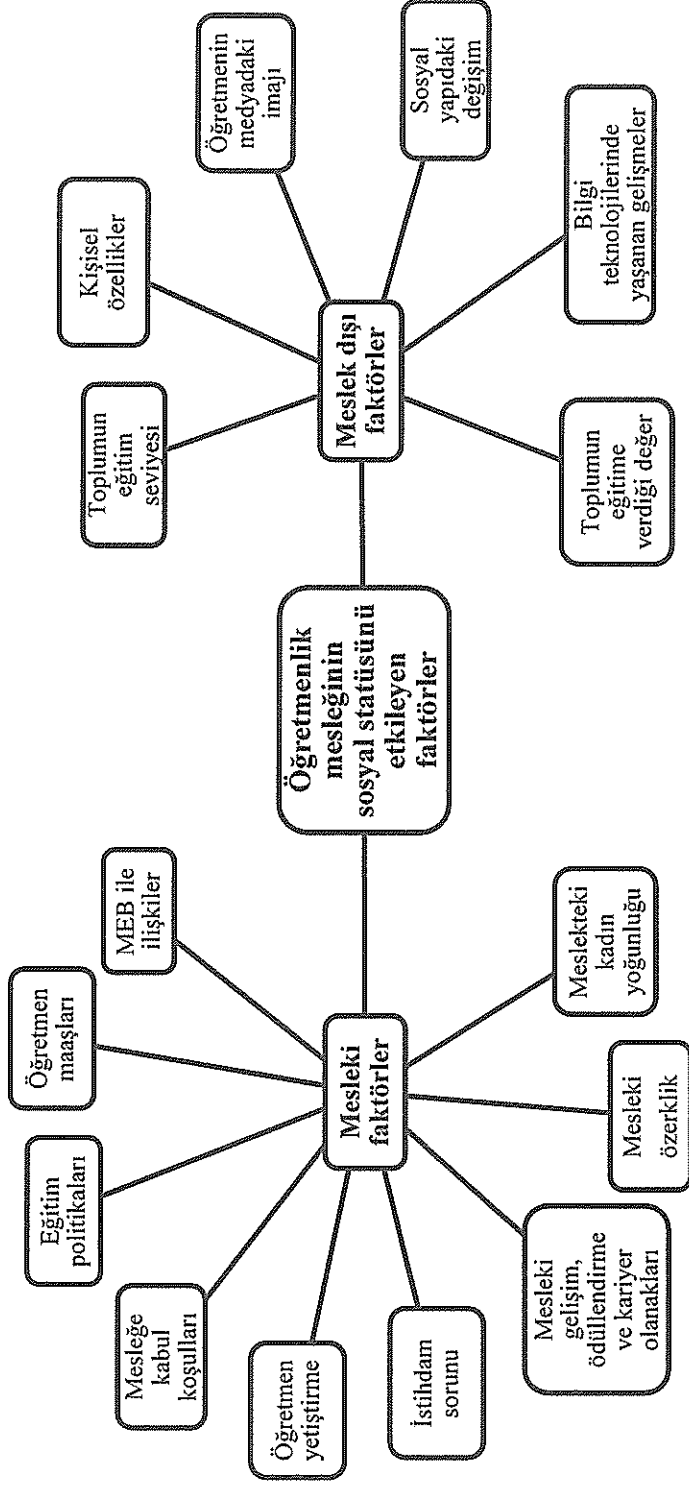 Öğretmenlik
mesleğinin
sosyal statüsünü
etkileyen
faktörler
Mesleki
faktörler
MEB ile
ilişkiler
Öğretmen
maaşları
Eğitim
politikaları
Mesleğe
kabul
koşulları
Öğretmen
yetiştirme
İstihdam
sorunu
Mesleki
gelişim,
ödüllendirme
ve kariyer
olanakları
Mesleki
özerklik
Meslekteki
kadın
yoğunluğu
Meslek dışı
faktörler
Toplumun
eğitim
seviyesi
Kişisel
özellikler
Öğretmenin
medyadaki
imajı
Sosyal
yapıdaki
değişim
Bilgi
teknolojilerinde
yaşanan gelişmeler
Toplumun
eğitime
verdiği değer